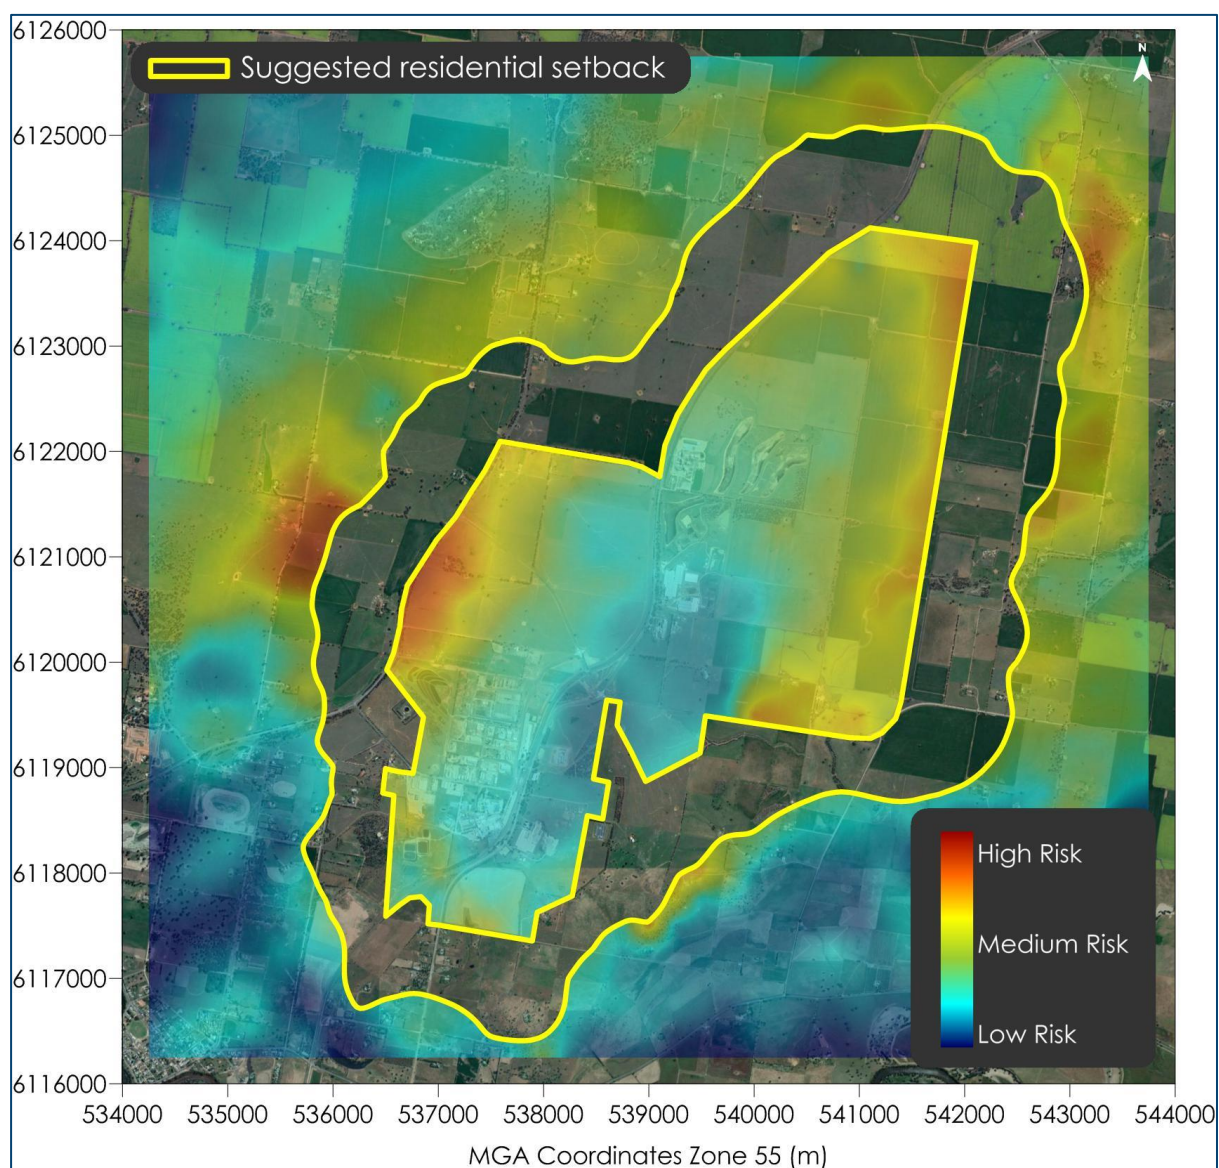 Suggested residential setback
N
6126000
6125000
6124000
6123000
6122000
6121000
6120000
6119000
6118000
6117000
6116000
High Risk
Medium Risk
Low Risk
534000 535000 536000 537000 538000 539000 540000 541000 542000 543000 544000
MGA Coordinates Zone 55 (m)